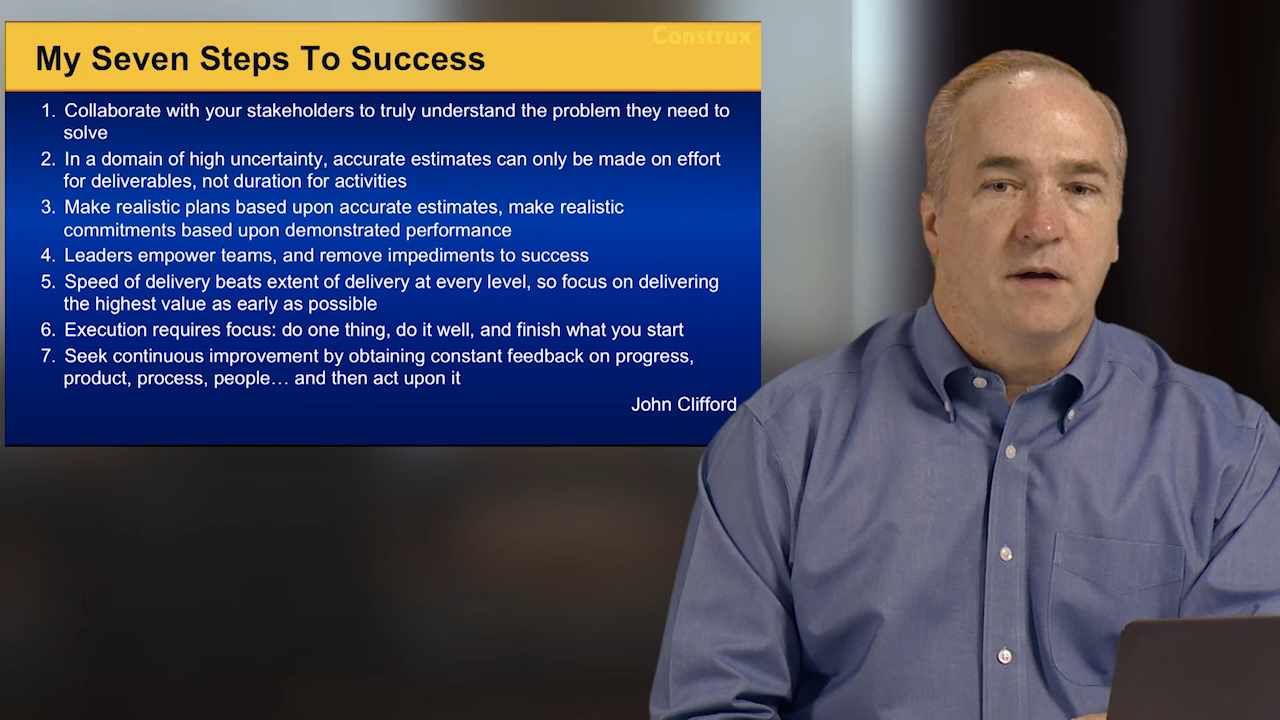 Construx
My Seven Steps To Success
1. Collaborate with your stakeholders to truly understand the problem they need to
solve
2. In a domain of high uncertainty, accurate estimates can only be made on effort
for deliverables, not duration for activities
3. Make realistic plans based upon accurate estimates, make realistic
commitments based upon demonstrated performance
4. Leaders empower teams, and remove impediments to success
5. Speed of delivery beats extent of delivery at every level, so focus on delivering
the highest value as early as possible
6. Execution requires focus: do one thing, do it well, and finish what you start
7. Seek continuous improvement by obtaining constant feedback on progress,
product, process, people… and then act upon it
John Clifford